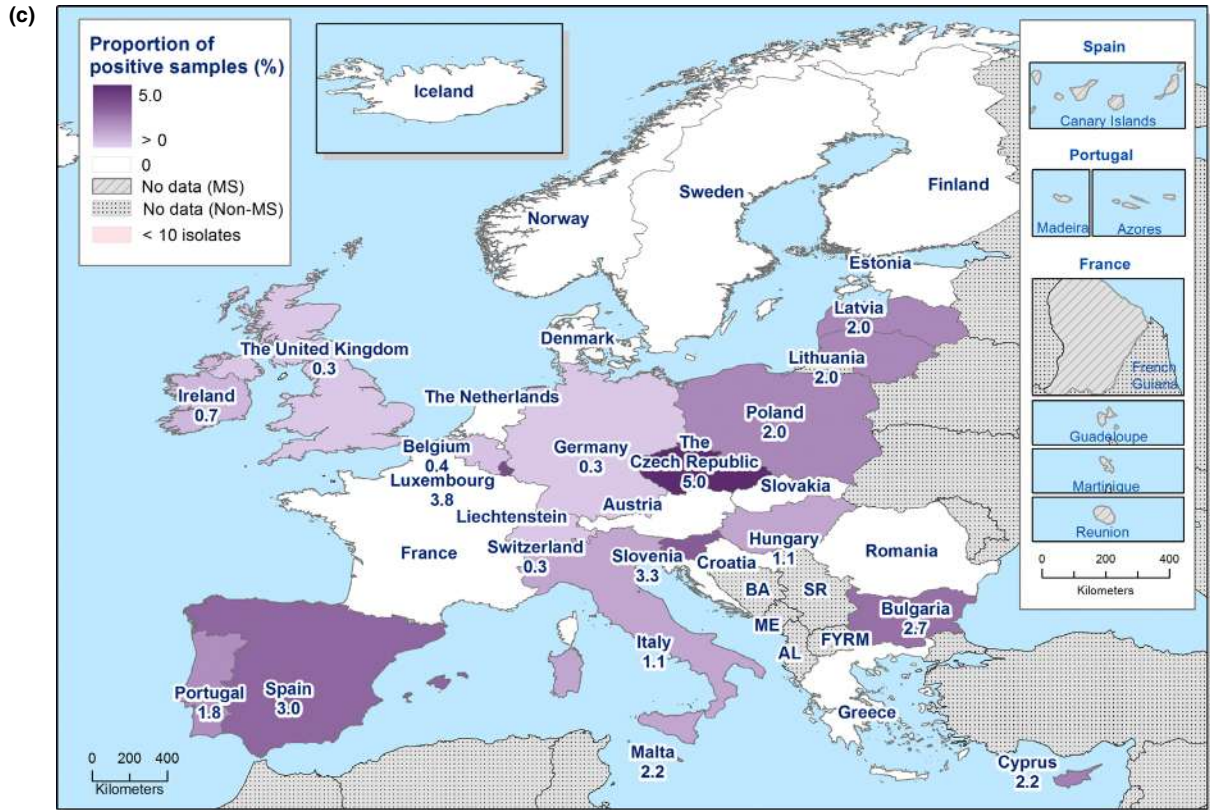 (c)
Proportion of
positive samples (%)
5.0
> 0
0
No data (MS)
No data (Non-MS)
< 10 isolates
Iceland
Norway
Sweden
Finland
Estonia
Latvia
2.0
Lithuania
2.0
Denmark
The United Kingdom
0.3
Ireland
0.7
The Netherlands
Belgium
0.4
Luxembourg
3.8
Germany
0.3
Poland
2.0
The
Czech Republic
5.0
Slovakia
Austria
Liechtenstein
Switzerland
0.3
France
Slovenia
3.3
Croatia
Hungary
1.1
Romania
BA
SR
ME
AL
FYRM
Bulgaria
2.7
Italy
1.1
Portugal
1.8
Spain
3.0
Greece
Malta
2.2
Cyprus
2.2
0 200 400
Kilometers
Spain
Canary Islands
Portugal
Madeira
Azores
France
French
Guiana
Guadeloupe
Martinique
Reunion
0 200 400
Kilometers